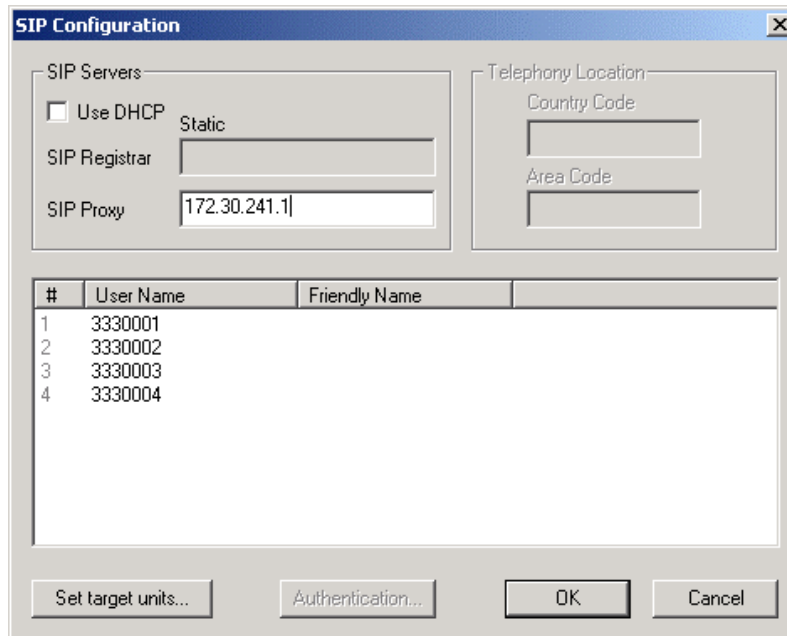 SIP Configuration
SIP Servers
Use DHCP
Static
SIP Registrar
SIP Proxy
172.30.241.1
Telephony Location
Country Code
Area Code
# User Name Friendly Name
1 3330001
2 3330002
3 3330003
4 3330004
Set target units... Authentication... OK Cancel